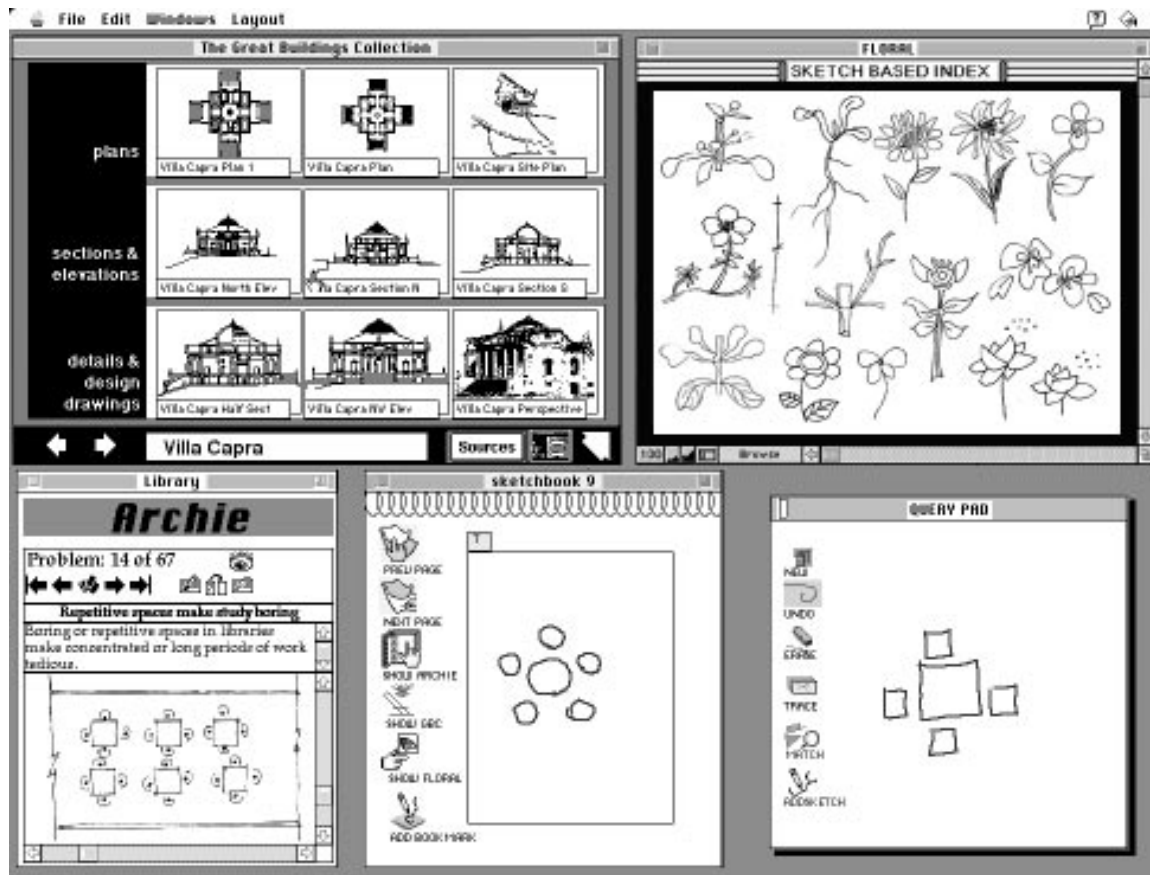 File Edit Windows Layout
The Great Buildings Collection
plans
Villa Capra Plan 1
Villa Capra Plan
Villa Capra Site Plan
sections &
elevations
Villa Capra North Elev
Villa Capra Section N
Villa Capra Section S
details &
design
drawings
Villa Capra Half Sect
Villa Capra NW Elev
Villa Capra Perspective
Villa Capra
Sources
FLORAL
SKETCH BASED INDEX
100
Browse
Library
Archie
Problem: 14 of 67
Repetitive spaces make study boring
Boring or repetitive spaces in libraries
make concentrated or long periods of work
tedious.
sketchbook 9
PREV PAGE
NEXT PAGE
SHOW ARCHIE
SHOW GBC
SHOW FLORAL
ADD BOOK MARK
QUERY PAD
NEW
UNDO
ERASE
TRACE
MATCH
ADDSKETCH